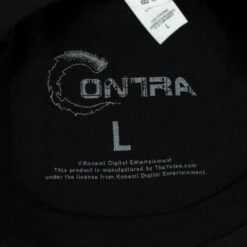 CONTRA
L
©Konami Digital Entertainment
This product is manufactured by TheYetee.com
under the license from Konami Digital Entertainment.